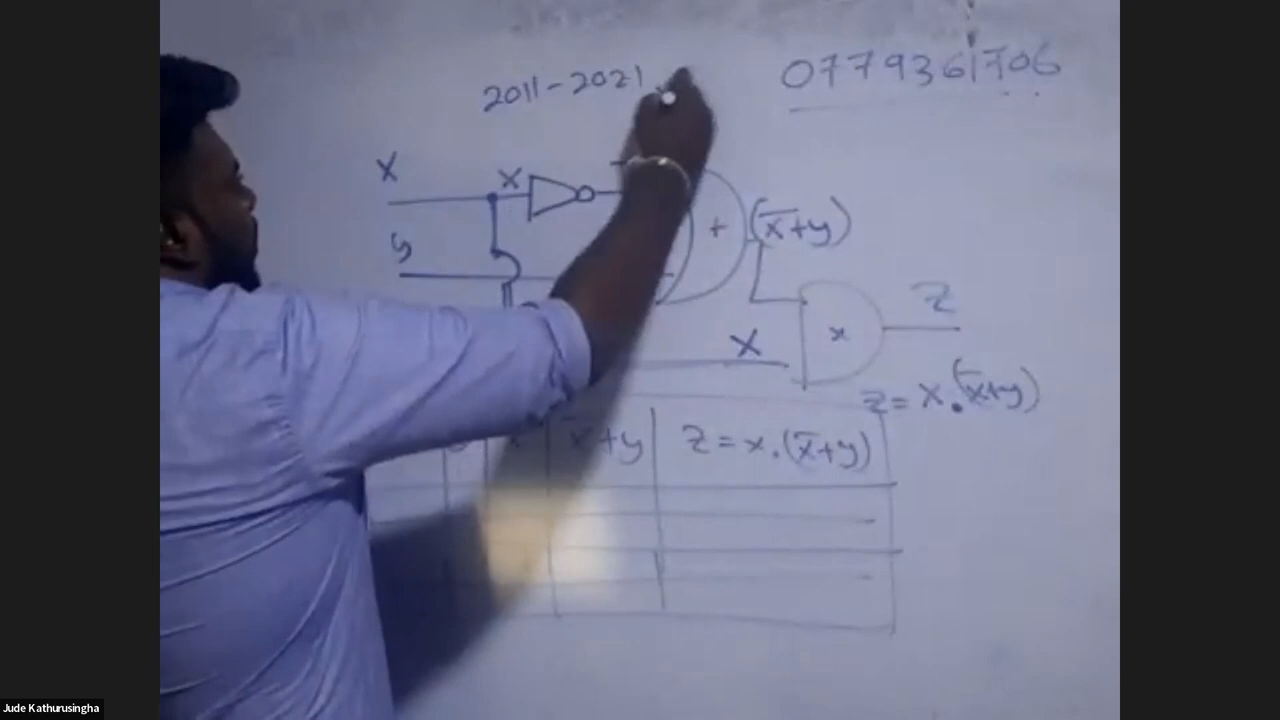 2011-2021
0779361706
X
X
y
(x̅+y)
+
X
x
Z
Z = X.(x̅+y)
x̅+y
Z = x.(x̅+y)
Jude Kathurusingha